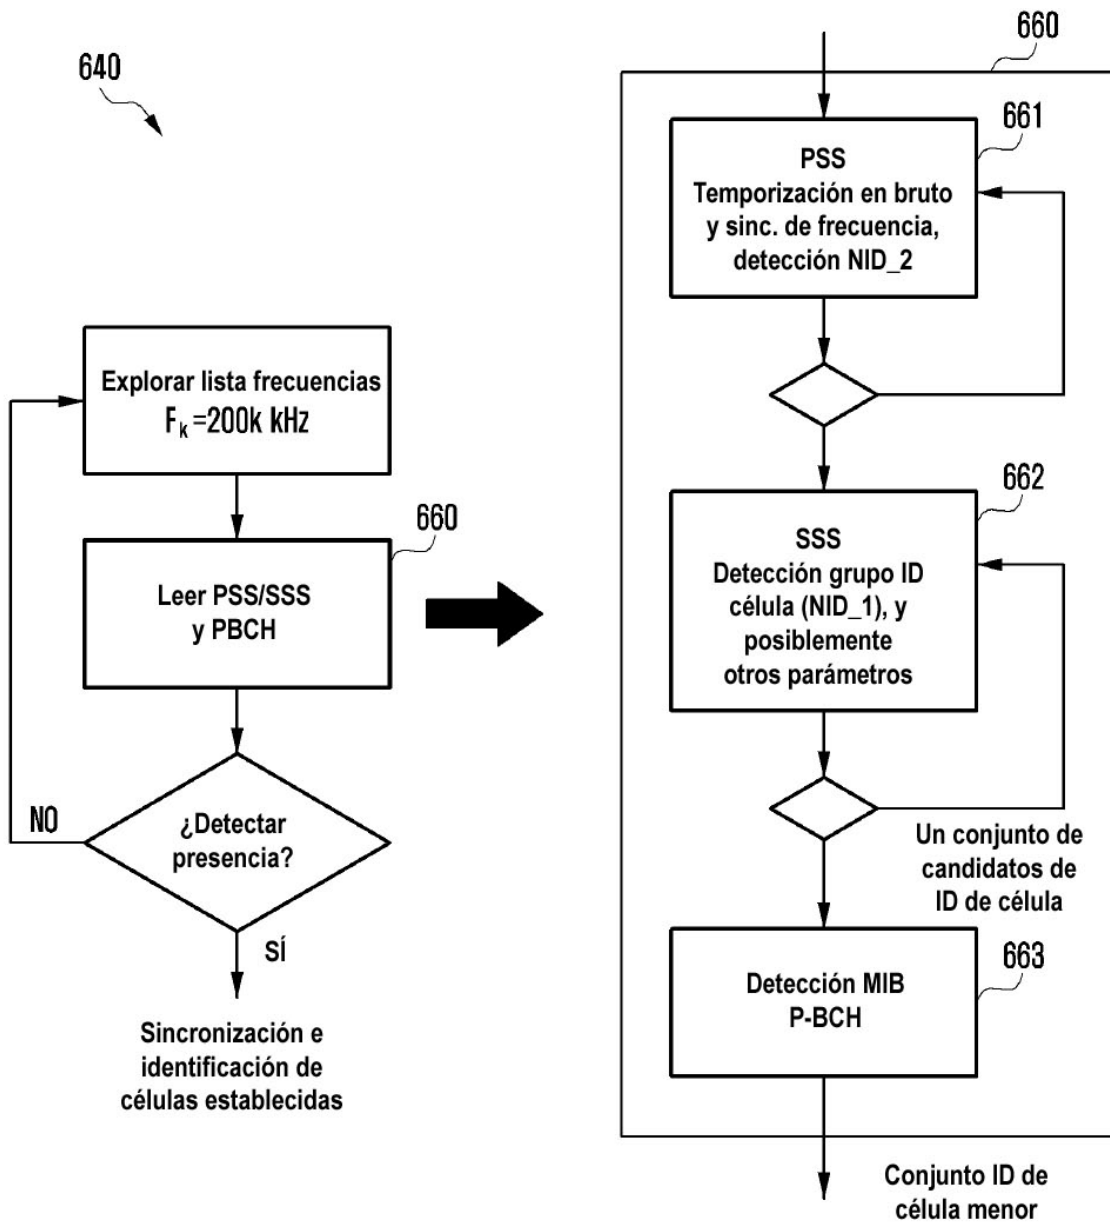 640
Explorar lista frecuencias
Fk=200k kHz
660
Leer PSS/SSS
y PBCH
¿Detectar
presencia?
NO
SÍ
Sincronización e
identificación de
células establecidas
660
661
PSS
Temporización en bruto
y sinc. de frecuencia,
detección NID_2
662
SSS
Detección grupo ID
célula (NID_1), y
posiblemente
otros parámetros
Un conjunto de
candidatos de
ID de célula
663
Detección MIB
P-BCH
Conjunto ID de
célula menor